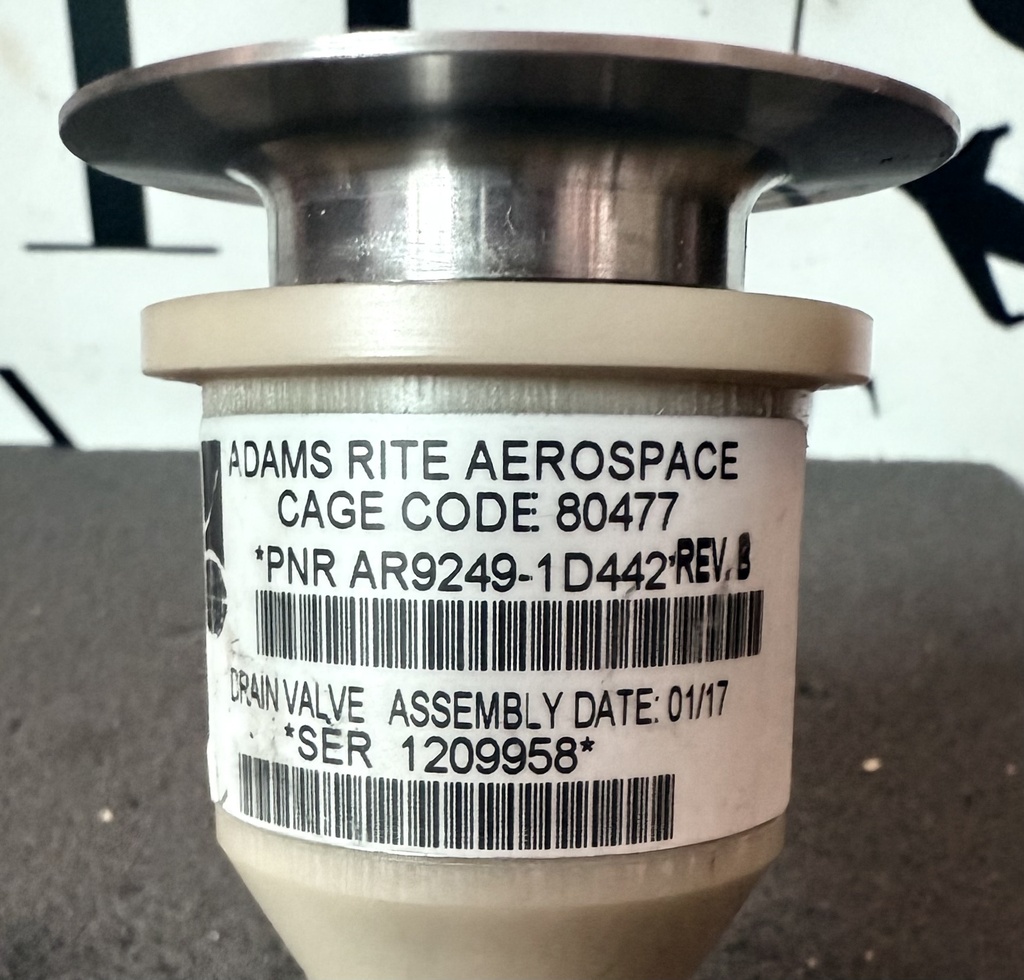 ADAMS RITE AEROSPACE
CAGE CODE 80477
*PNR AR9249-1D442*REV. B
DRAIN VALVE ASSEMBLY DATE: 01/17
*SER 1209958*